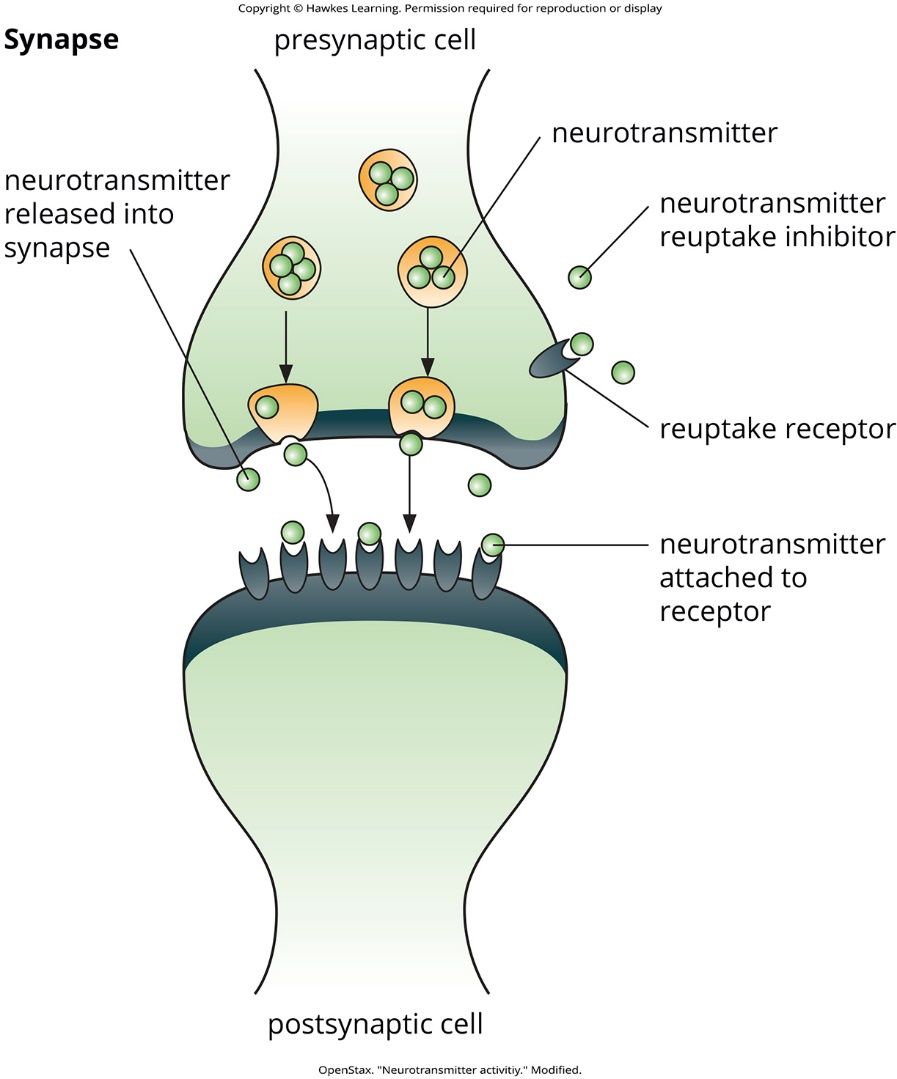 Copyright © Hawkes Learning. Permission required for reproduction or display
Synapse
presynaptic cell
neurotransmitter
neurotransmitter
released into
synapse
neurotransmitter
reuptake inhibitor
reuptake receptor
neurotransmitter
attached to
receptor
postsynaptic cell
OpenStax. "Neurotransmitter activitiy." Modified.